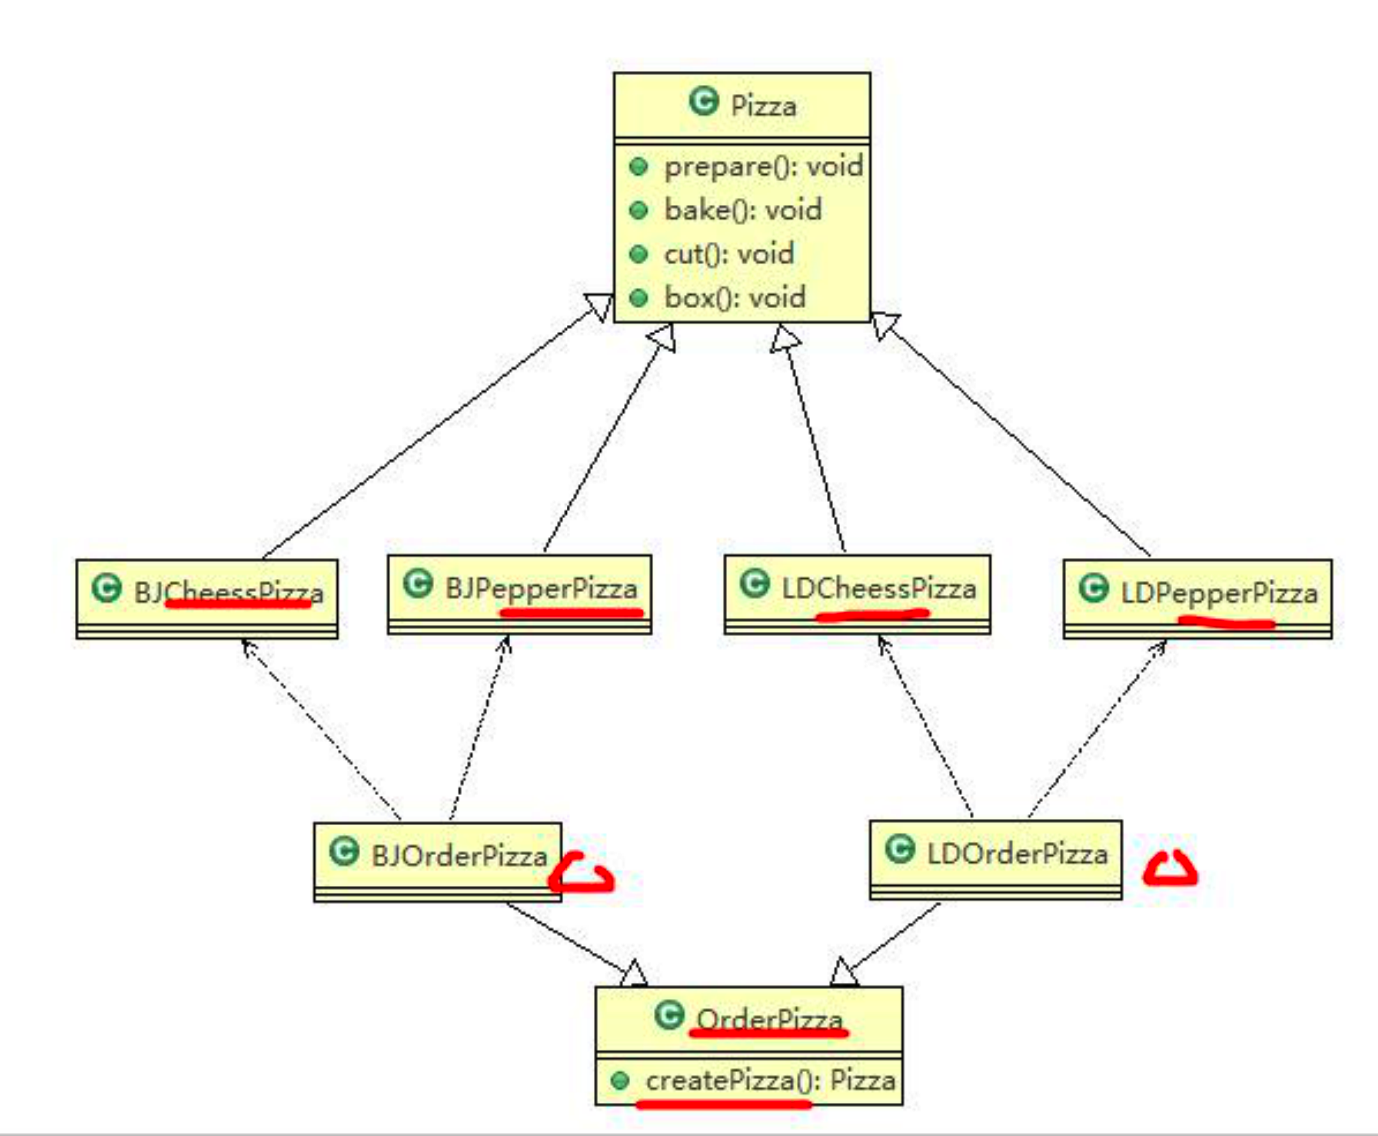 Pizza
prepare(): void
bake(): void
cut(): void
box(): void
BJCheessPizza
BJPepperPizza
LDCheessPizza
LDPepperPizza
BJOrderPizza
LDOrderPizza
OrderPizza
createPizza(): Pizza